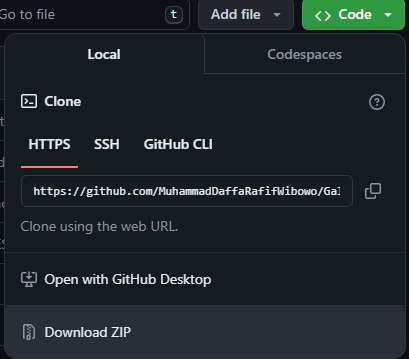 Go to file t Add file Code
Local Codespaces
Clone
HTTPS SSH GitHub CLI
https://github.com/MuhammadDaffaRafifWibowo/Ga
Clone using the web URL.
Open with GitHub Desktop
Download ZIP